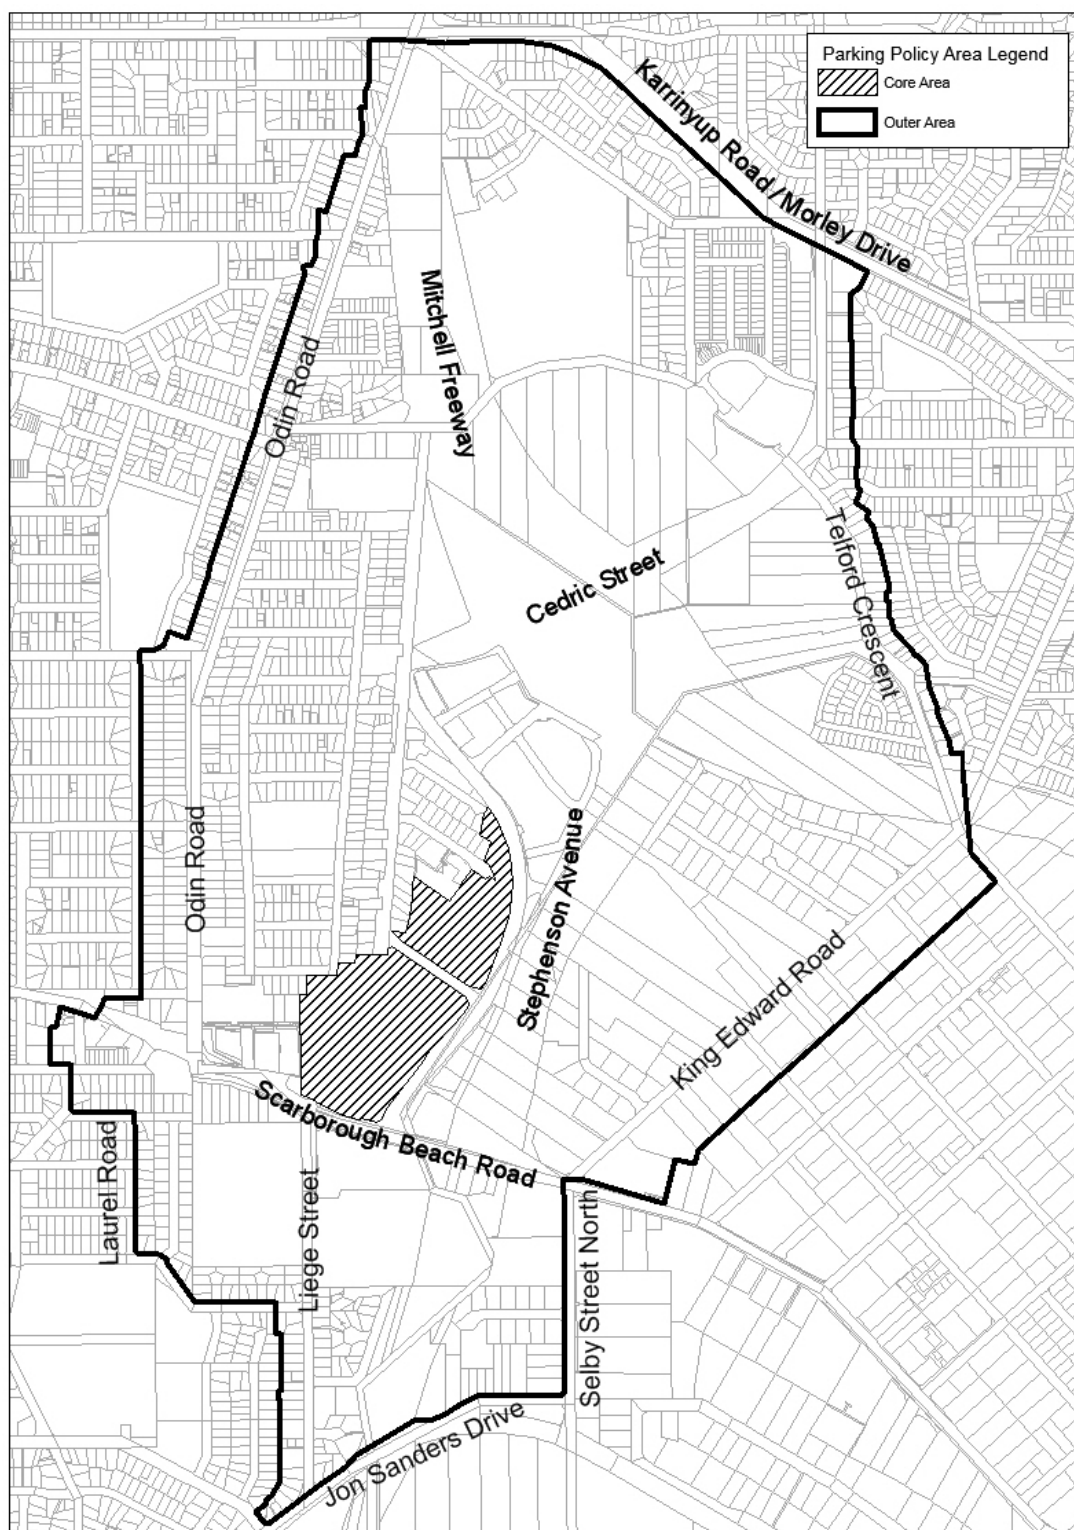 Parking Policy Area Legend
Core Area
Outer Area
Karrinyup Road/Morley Drive
Mitchell Freeway
Odin Road
Cedric Street
Telford Crescent
Odin Road
Stephenson Avenue
King Edward Road
Scarborough Beach Road
Laurel Road
Liege Street
Selby Street North
Jon Sanders Drive